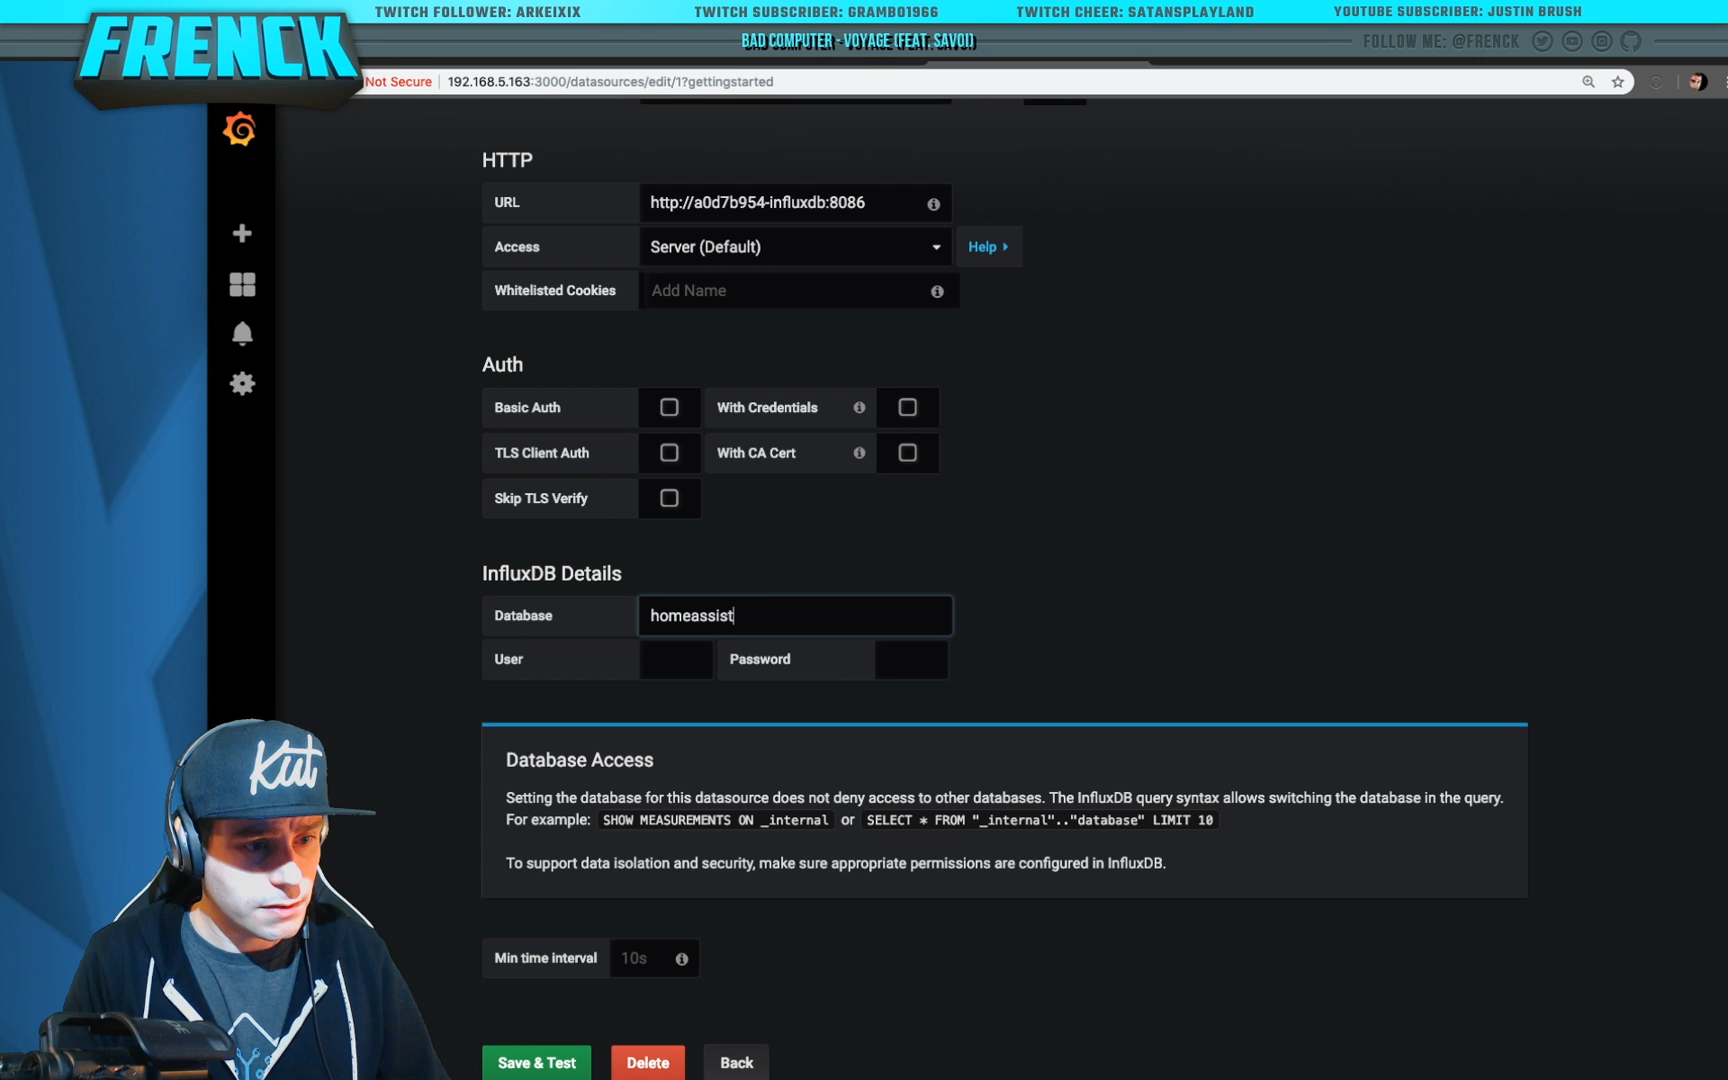 TWITCH FOLLOWER: ARKEIXIX
TWITCH SUBSCRIBER: GRAMBO1966
TWITCH CHEER: SATANSPLAYLAND
YOUTUBE SUBSCRIBER: JUSTIN BRUSH
FRENCK
BAD COMPUTER - VOYAGE (FEAT. SAVOI)
FOLLOW ME: @FRENCK
Not Secure
192.168.5.163:3000/datasources/edit/1?gettingstarted
HTTP
URL
http://a0d7b954-influxdb:8086
Access
Server (Default)
Help
Whitelisted Cookies
Add Name
Auth
Basic Auth
With Credentials
TLS Client Auth
With CA Cert
Skip TLS Verify
InfluxDB Details
Database
homeassist
User
Password
Database Access
Setting the database for this datasource does not deny access to other databases. The InfluxDB query syntax allows switching the database in the query.
For example: SHOW MEASUREMENTS ON _internal or SELECT * FROM "_internal".."database" LIMIT 10
To support data isolation and security, make sure appropriate permissions are configured in InfluxDB.
Kut
Min time interval
10s
Save & Test
Delete
Back